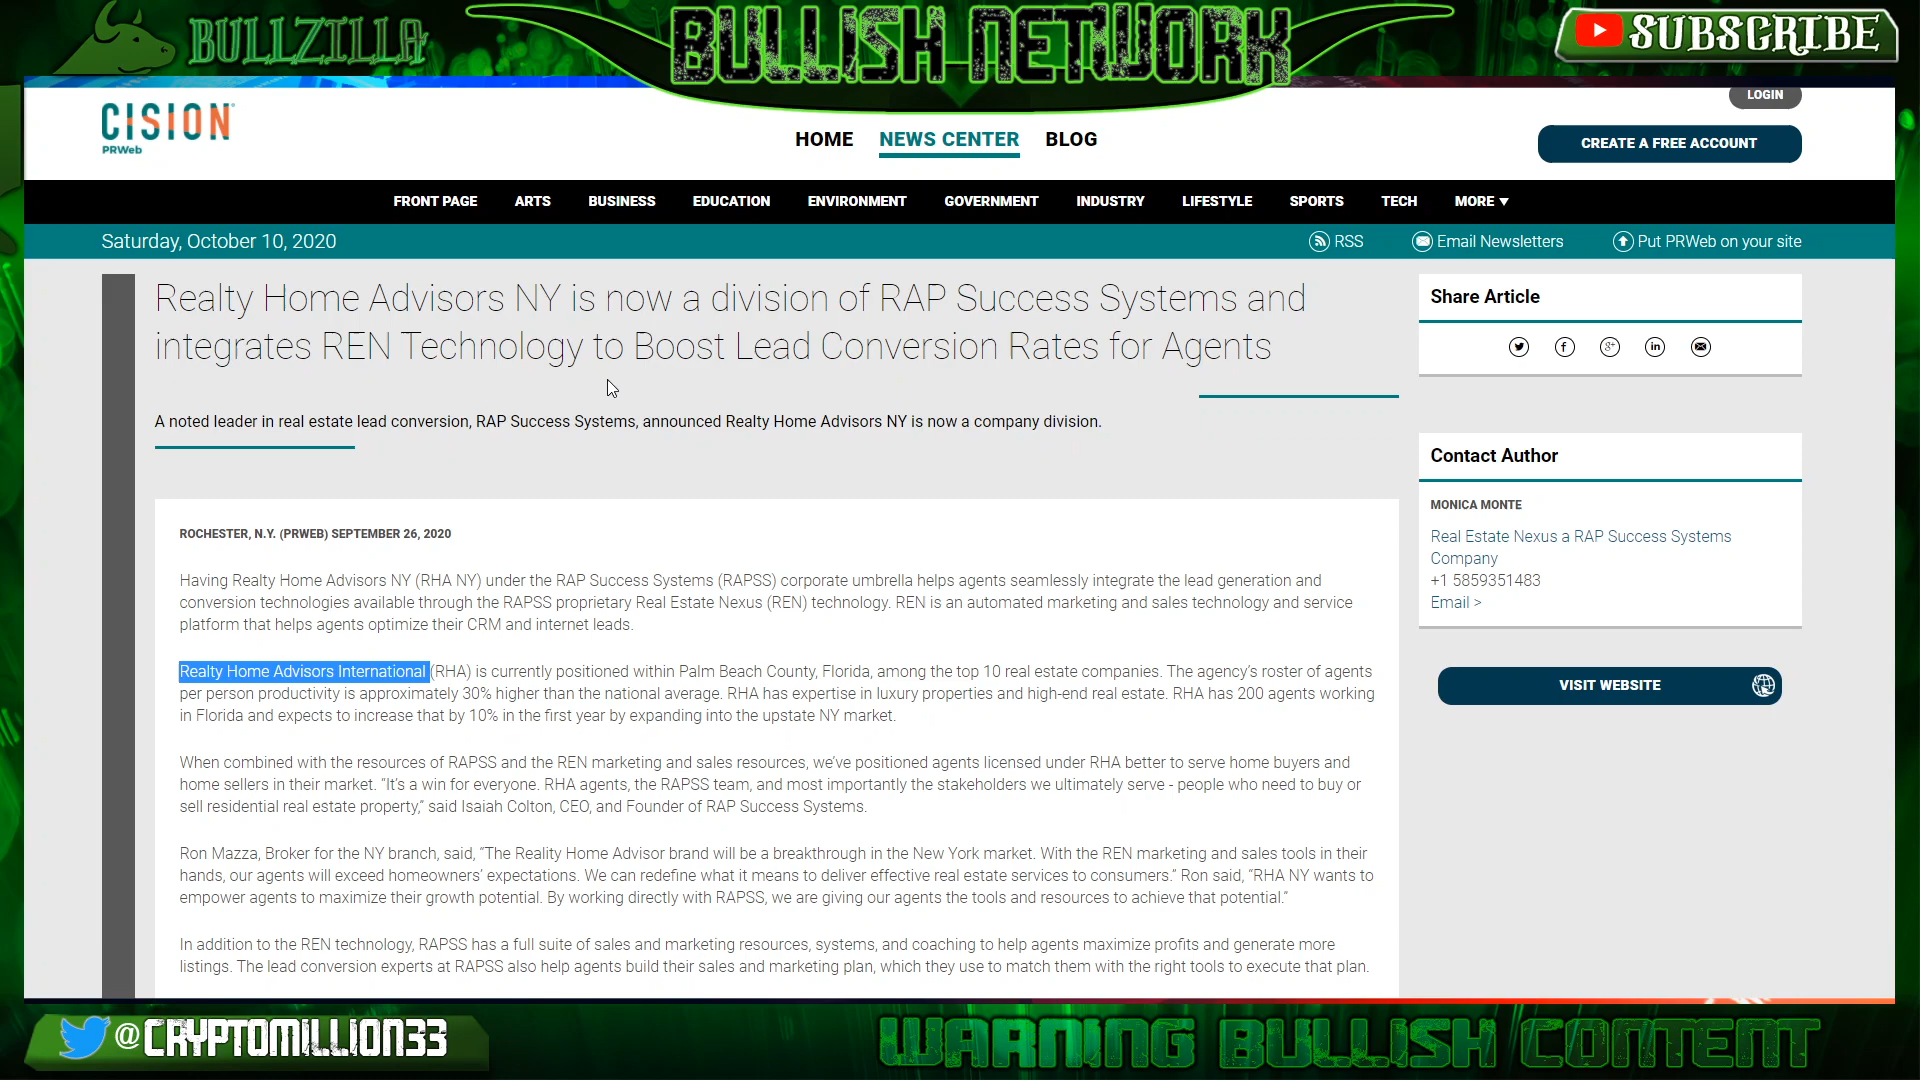 BULLZILLA
BULLISH NETWORK
SUBSCRIBE
CISION
PRWeb
HOME NEWS CENTER BLOG
LOGIN
CREATE A FREE ACCOUNT
FRONT PAGE ARTS BUSINESS EDUCATION ENVIRONMENT GOVERNMENT INDUSTRY LIFESTYLE SPORTS TECH MORE ▼
Saturday, October 10, 2020
RSS Email Newsletters Put PRWeb on your site
Realty Home Advisors NY is now a division of RAP Success Systems and
integrates REN Technology to Boost Lead Conversion Rates for Agents
A noted leader in real estate lead conversion, RAP Success Systems, announced Realty Home Advisors NY is now a company division.
ROCHESTER, N.Y. (PRWEB) SEPTEMBER 26, 2020
Having Realty Home Advisors NY (RHA NY) under the RAP Success Systems (RAPSS) corporate umbrella helps agents seamlessly integrate the lead generation and
conversion technologies available through the RAPSS proprietary Real Estate Nexus (REN) technology. REN is an automated marketing and sales technology and service
platform that helps agents optimize their CRM and internet leads.
Realty Home Advisors International (RHA) is currently positioned within Palm Beach County, Florida, among the top 10 real estate companies. The agency's roster of agents
per person productivity is approximately 30% higher than the national average. RHA has expertise in luxury properties and high-end real estate. RHA has 200 agents working
in Florida and expects to increase that by 10% in the first year by expanding into the upstate NY market.
When combined with the resources of RAPSS and the REN marketing and sales resources, we've positioned agents licensed under RHA better to serve home buyers and
home sellers in their market. “It's a win for everyone. RHA agents, the RAPSS team, and most importantly the stakeholders we ultimately serve - people who need to buy or
sell residential real estate property,” said Isaiah Colton, CEO, and Founder of RAP Success Systems.
Ron Mazza, Broker for the NY branch, said, “The Reality Home Advisor brand will be a breakthrough in the New York market. With the REN marketing and sales tools in their
hands, our agents will exceed homeowners' expectations. We can redefine what it means to deliver effective real estate services to consumers.” Ron said, “RHA NY wants to
empower agents to maximize their growth potential. By working directly with RAPSS, we are giving our agents the tools and resources to achieve that potential.”
In addition to the REN technology, RAPSS has a full suite of sales and marketing resources, systems, and coaching to help agents maximize profits and generate more
listings. The lead conversion experts at RAPSS also help agents build their sales and marketing plan, which they use to match them with the right tools to execute that plan.
Share Article
Contact Author
MONICA MONTE
Real Estate Nexus a RAP Success Systems
Company
+1 5859351483
Email >
VISIT WEBSITE
@CRYPTOMILLION33
WARNING BULLISH CONTENT